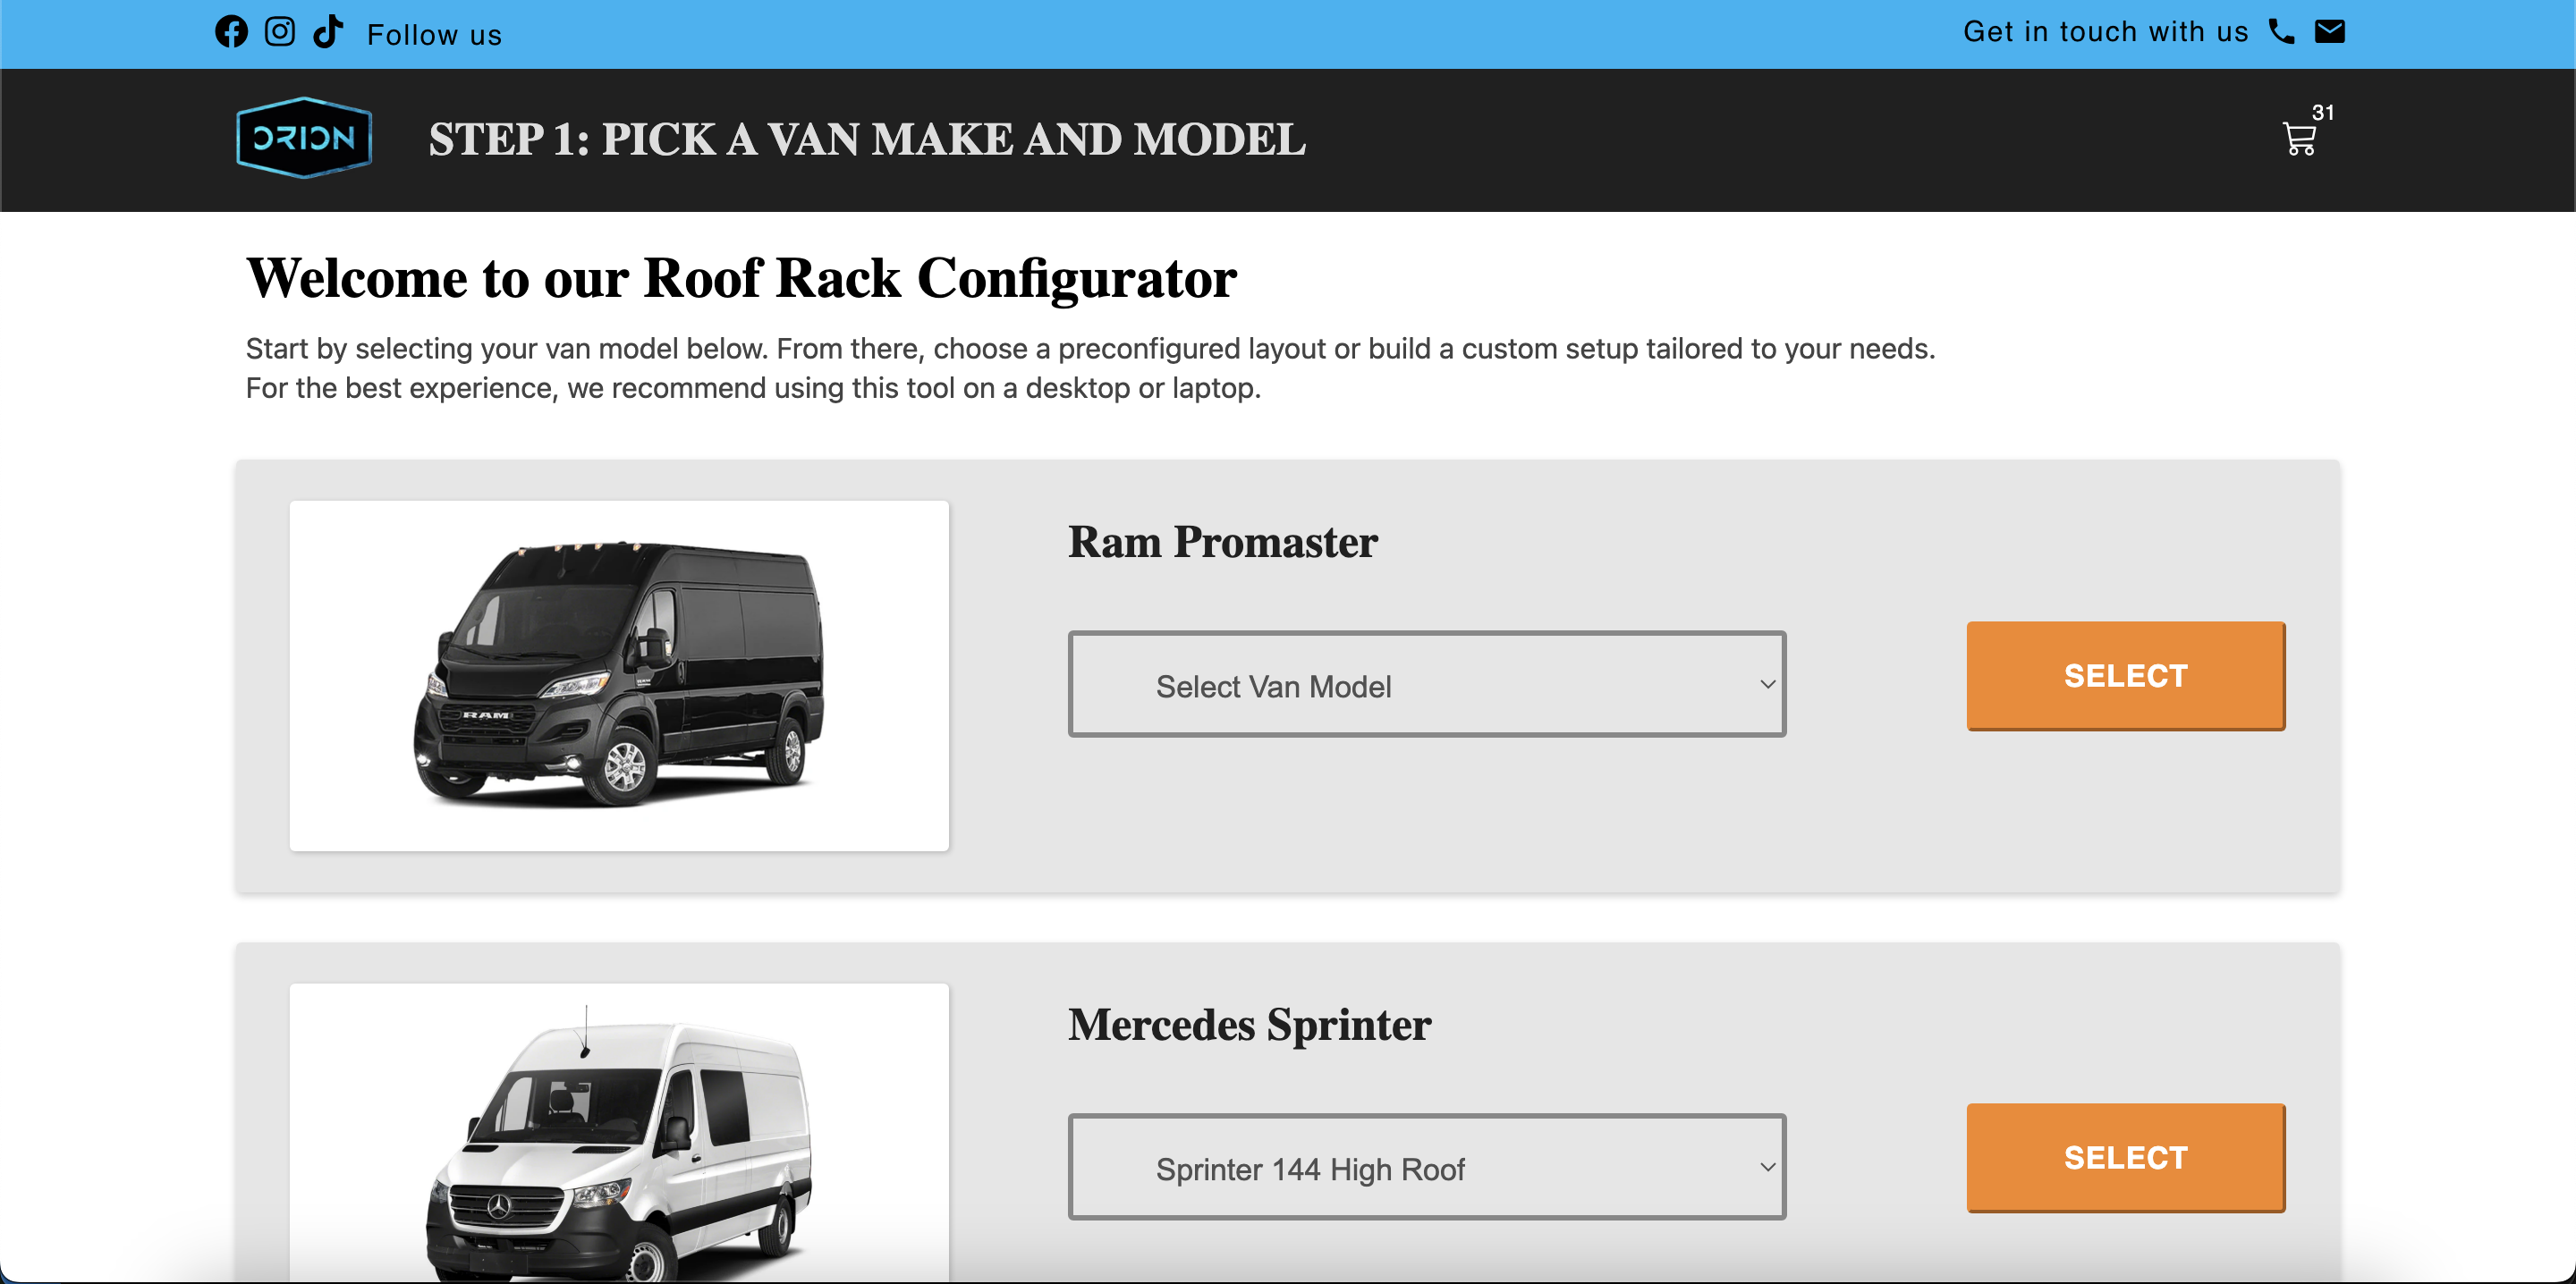 Follow us
Get in touch with us
ORION
STEP 1: PICK A VAN MAKE AND MODEL
31
Welcome to our Roof Rack Configurator
Start by selecting your van model below. From there, choose a preconfigured layout or build a custom setup tailored to your needs.
For the best experience, we recommend using this tool on a desktop or laptop.
Ram Promaster
RAM
Select Van Model
SELECT
Mercedes Sprinter
Sprinter 144 High Roof
SELECT